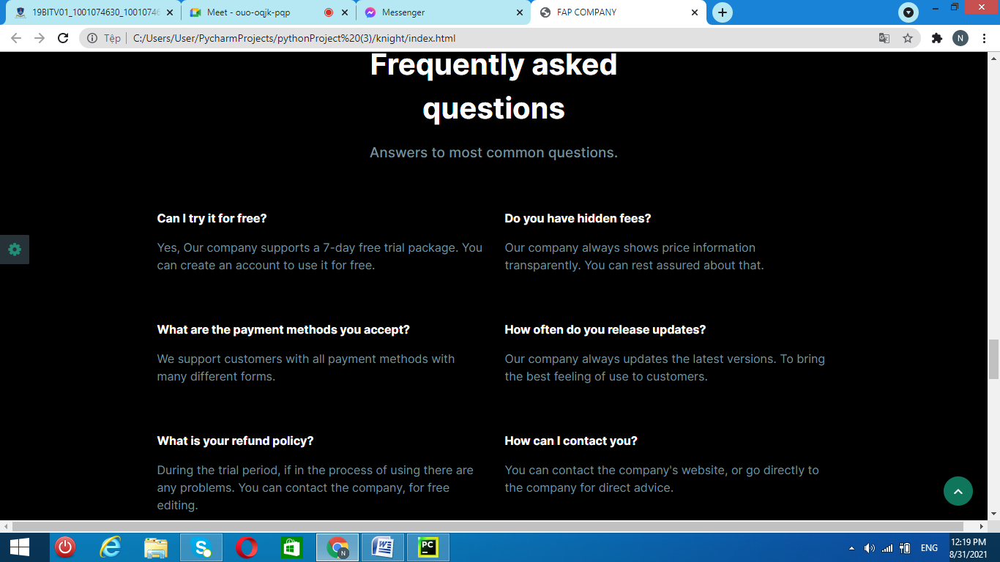 19BITV01_1001074630_10010746
Meet - ouo-oqjk-pqp
Messenger
FAP COMPANY
Tệp
C:/Users/User/PycharmProjects/pythonProject%20(3)/knight/index.html
N
Frequently asked
questions
Answers to most common questions.
Can I try it for free?
Yes, Our company supports a 7-day free trial package. You
can create an account to use it for free.
Do you have hidden fees?
Our company always shows price information
transparently. You can rest assured about that.
What are the payment methods you accept?
We support customers with all payment methods with
many different forms.
How often do you release updates?
Our company always updates the latest versions. To bring
the best feeling of use to customers.
What is your refund policy?
During the trial period, if in the process of using there are
any problems. You can contact the company, for free
editing.
How can I contact you?
You can contact the company's website, or go directly to
the company for direct advice.
N
PC
ENG
12:19 PM
8/31/2021